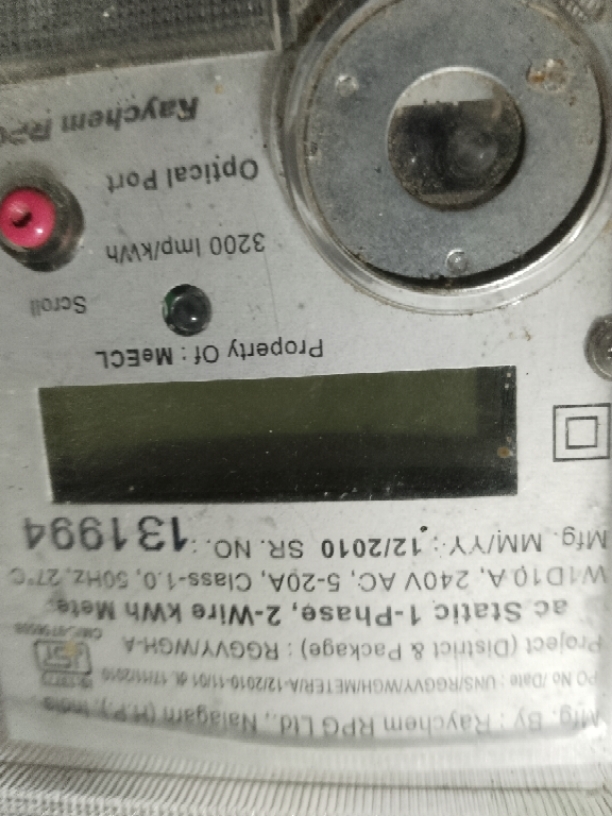 Mfg. By : Raychem RPG Ltd., Nalagarh (H.P.), India
PO No /Date : UNS/RGGVY/WGH/METER/A-12/2010-11/01 dt. 17/11/2010
Project (District & Package) : RGGVY/WGH-A
ac Static 1-Phase, 2-Wire kWh Mete
W1D10 A, 240V AC, 5-20A, Class-1.0, 50Hz, 27°C
Mfg. MM/YY : 12/2010 SR. NO. : 131994
Property Of : MeECL
Scroll
3200 Imp/kWh
Optical Port
Raychem RPG